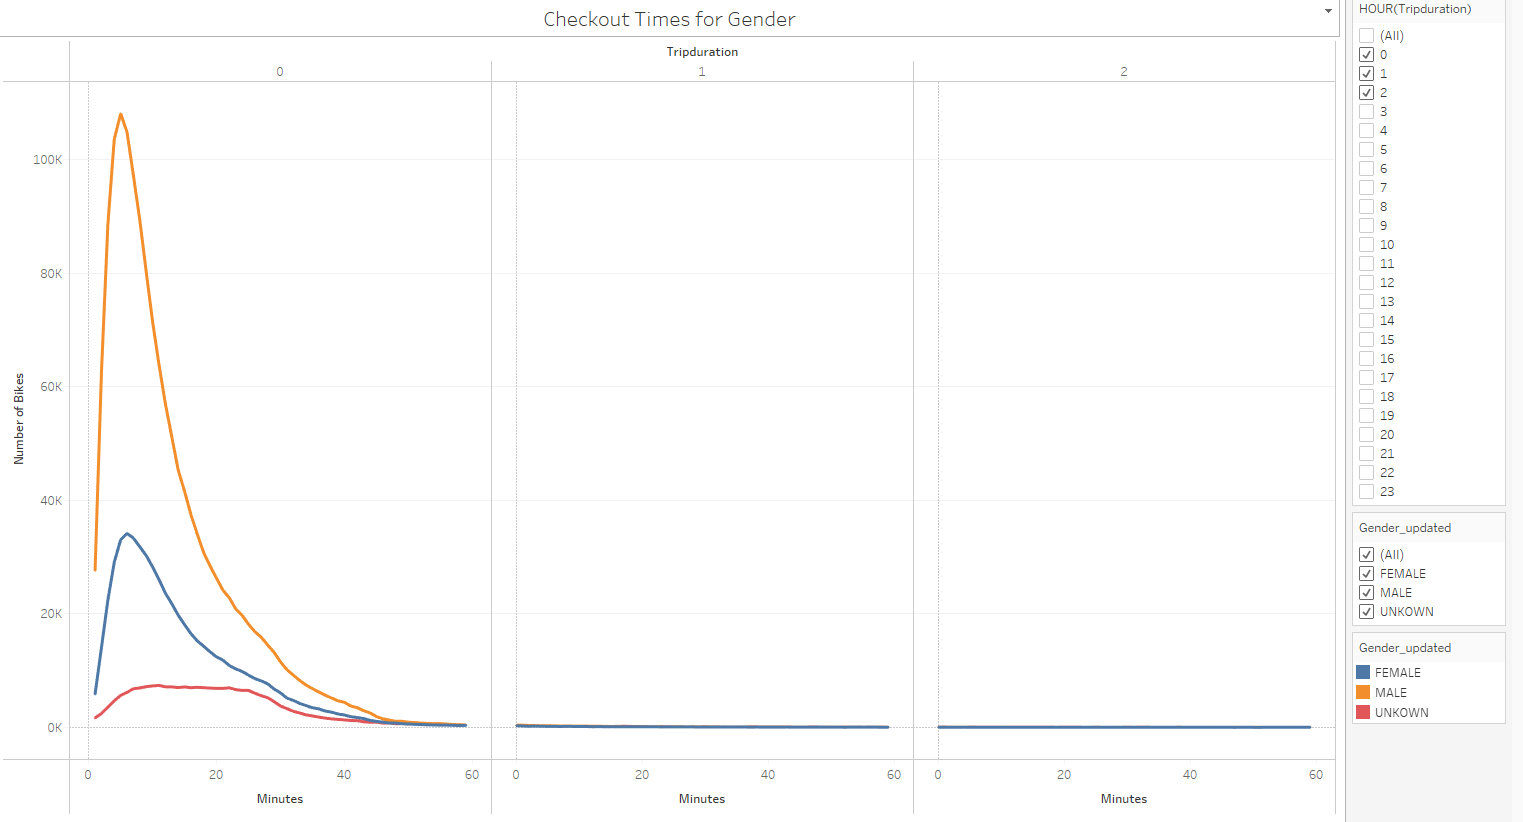 Checkout Times for Gender
Tripduration
0 1 2
100K
80K
60K
40K
20K
0K
Number of Bikes
0 20 40 60 0 20 40 60 0 20 40 60
Minutes Minutes Minutes
HOUR(Tripduration)
(All)
0
1
2
3
4
5
6
7
8
9
10
11
12
13
14
15
16
17
18
19
20
21
22
23
Gender_updated
(All)
FEMALE
MALE
UNKOWN
Gender_updated
FEMALE
MALE
UNKOWN